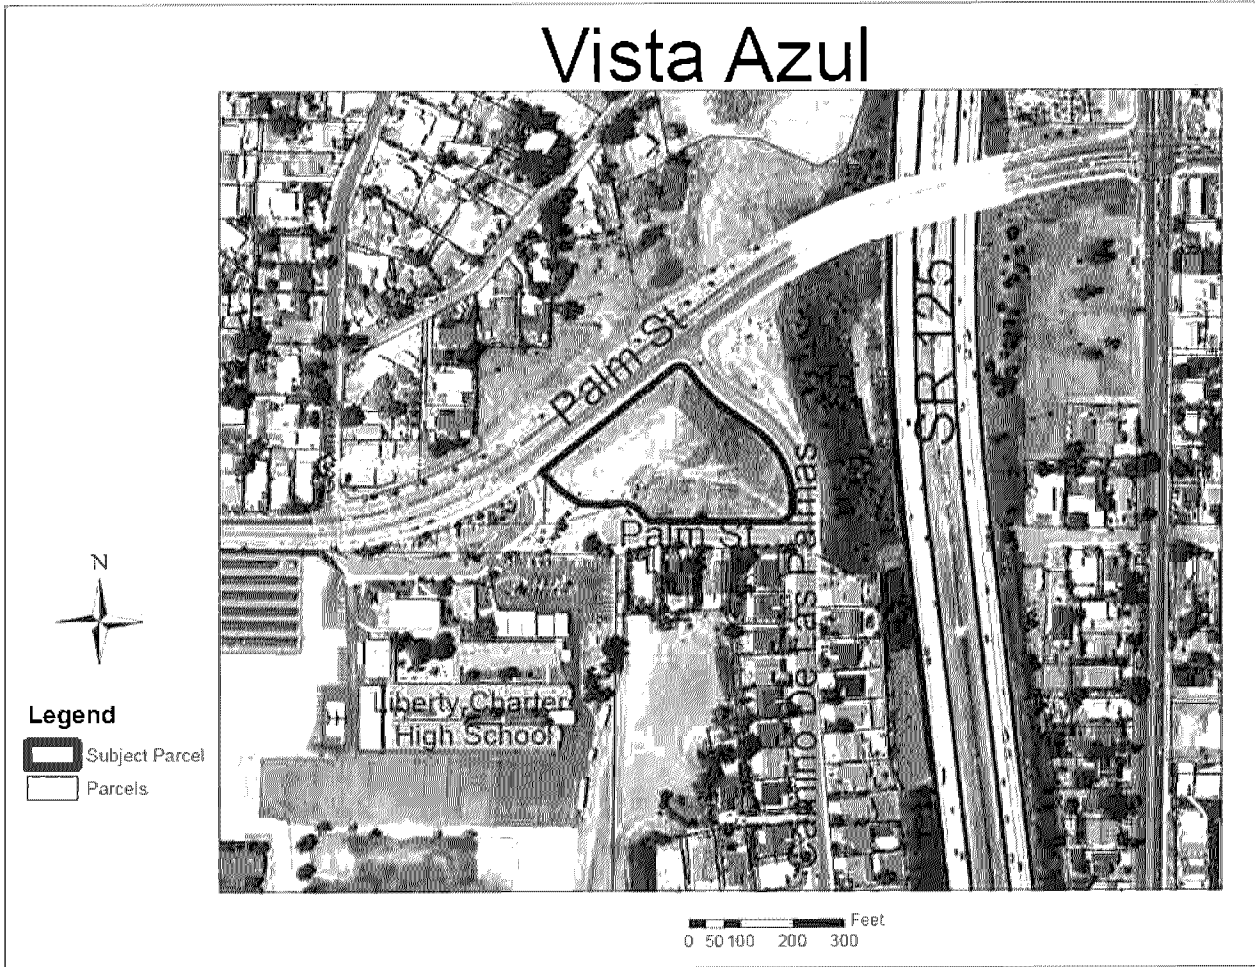 Vista Azul
Palm St
SR 125
Palm St
Camino De Las Palmas
Liberty Charter
High School
N
Legend
Subject Parcel
Parcels
Feet
0 50 100 200 300